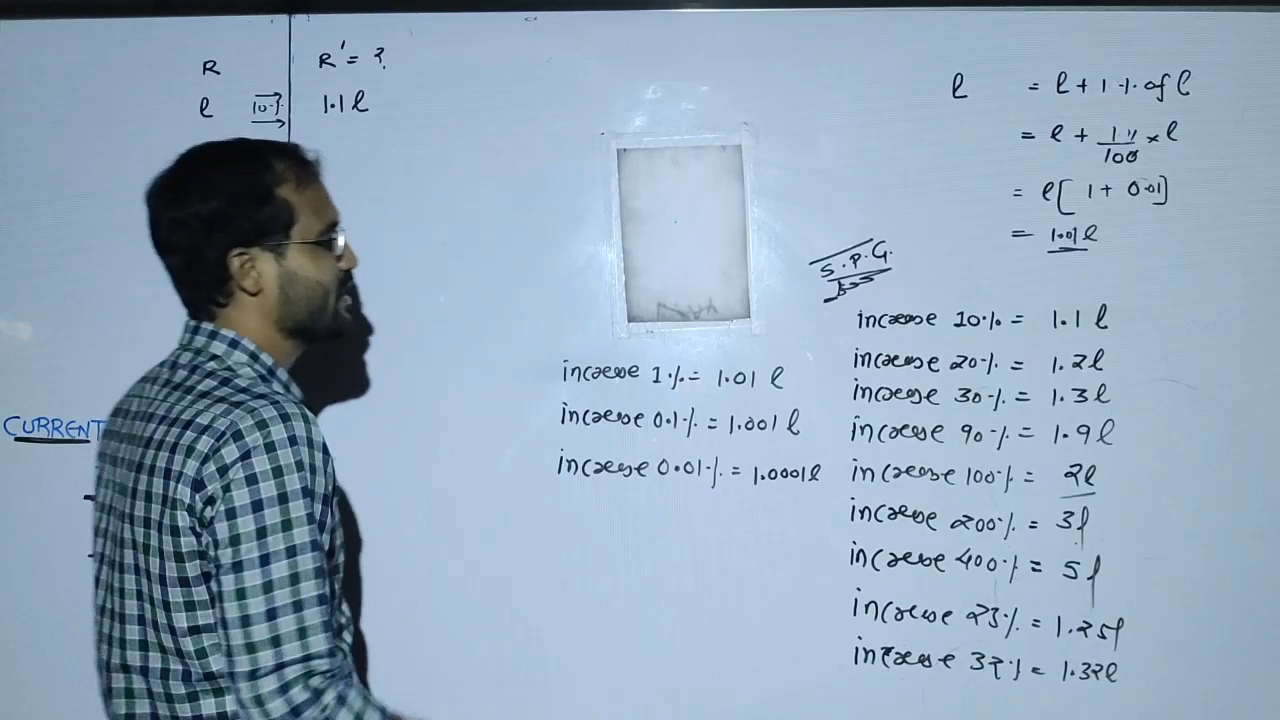 R
R' = ?
l 10% 1.1 l
CURRENT
l = l + 1 % of l
= l + 1/100 × l
= l[ 1 + 0.01]
= 1.01 l
S.P.G.
increase 1% = 1.01 l
increase 0.1% = 1.001 l
increase 0.01% = 1.0001 l
increase 10% = 1.1 l
increase 20% = 1.2 l
increase 30% = 1.3 l
increase 90% = 1.9 l
increase 100% = 2l
increase 200% = 3l
increase 400% = 5l
increase 23% = 1.25l
increase 32% = 1.32l